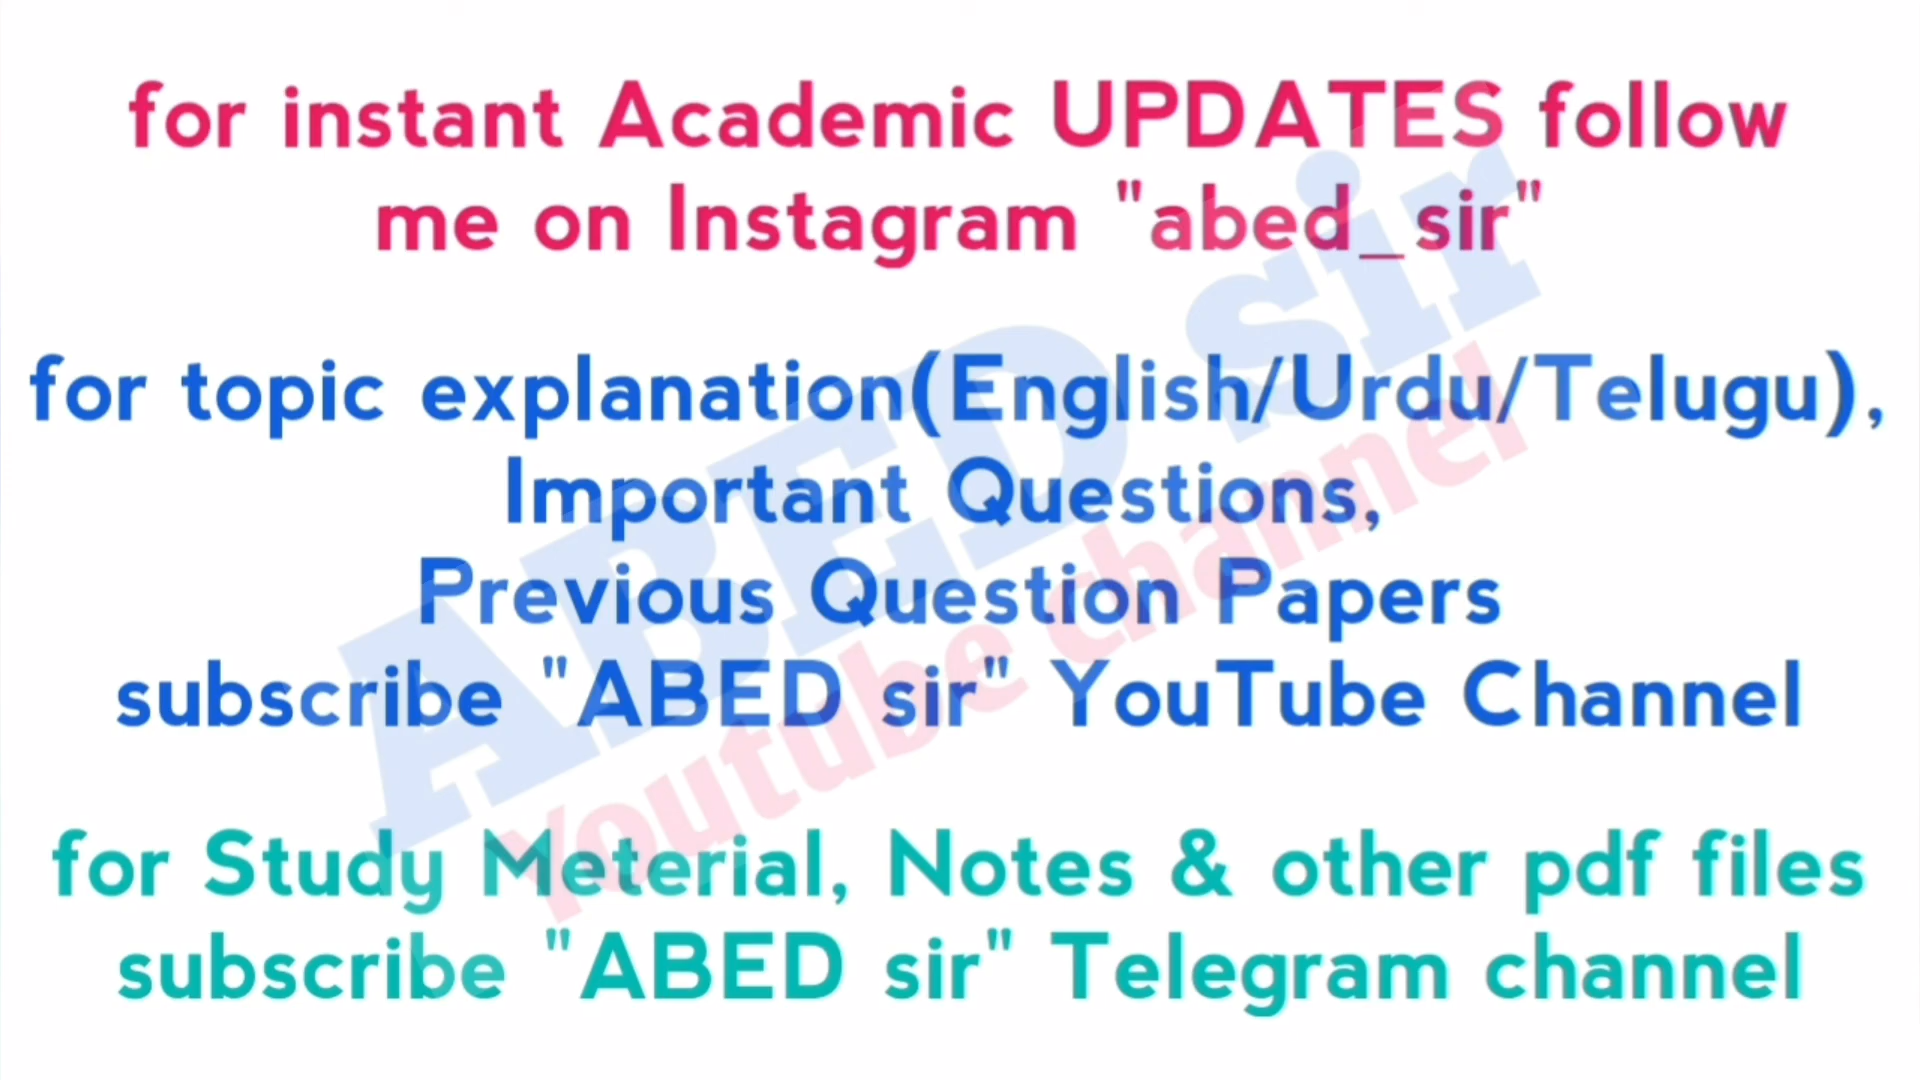 for instant Academic UPDATES follow
me on Instagram "abed_sir"
for topic explanation(English/Urdu/Telugu),
Important Questions,
Previous Question Papers
subscribe "ABED sir" YouTube Channel
for Study Meterial, Notes & other pdf files
subscribe "ABED sir" Telegram channel
ABED sir
Youtube channel